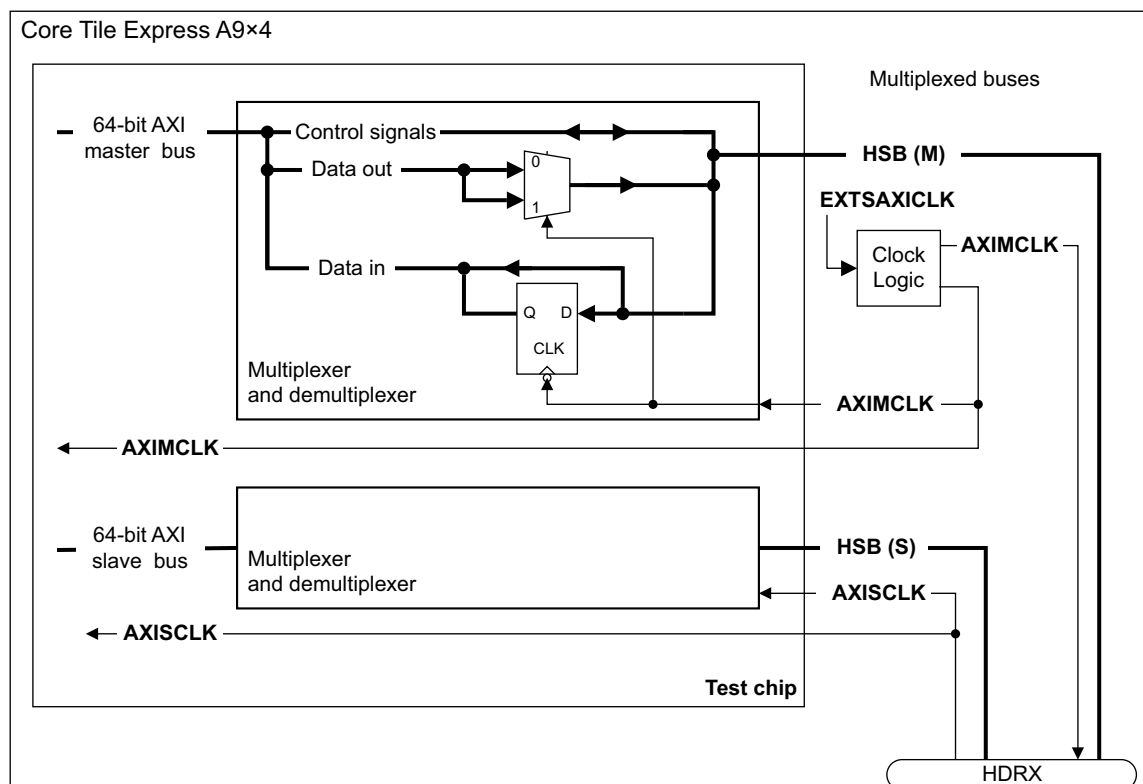 Core Tile Express A9×4
Multiplexed buses
64-bit AXI
master bus
Control signals
Data out
0
1
HSB (M)
EXTSAXICLK
Clock
Logic
AXIMCLK
Data in
Q D
CLK
Multiplexer
and demultiplexer
AXIMCLK
AXIMCLK
64-bit AXI
slave bus
Multiplexer
and demultiplexer
HSB (S)
AXISCLK
AXISCLK
Test chip
HDRX